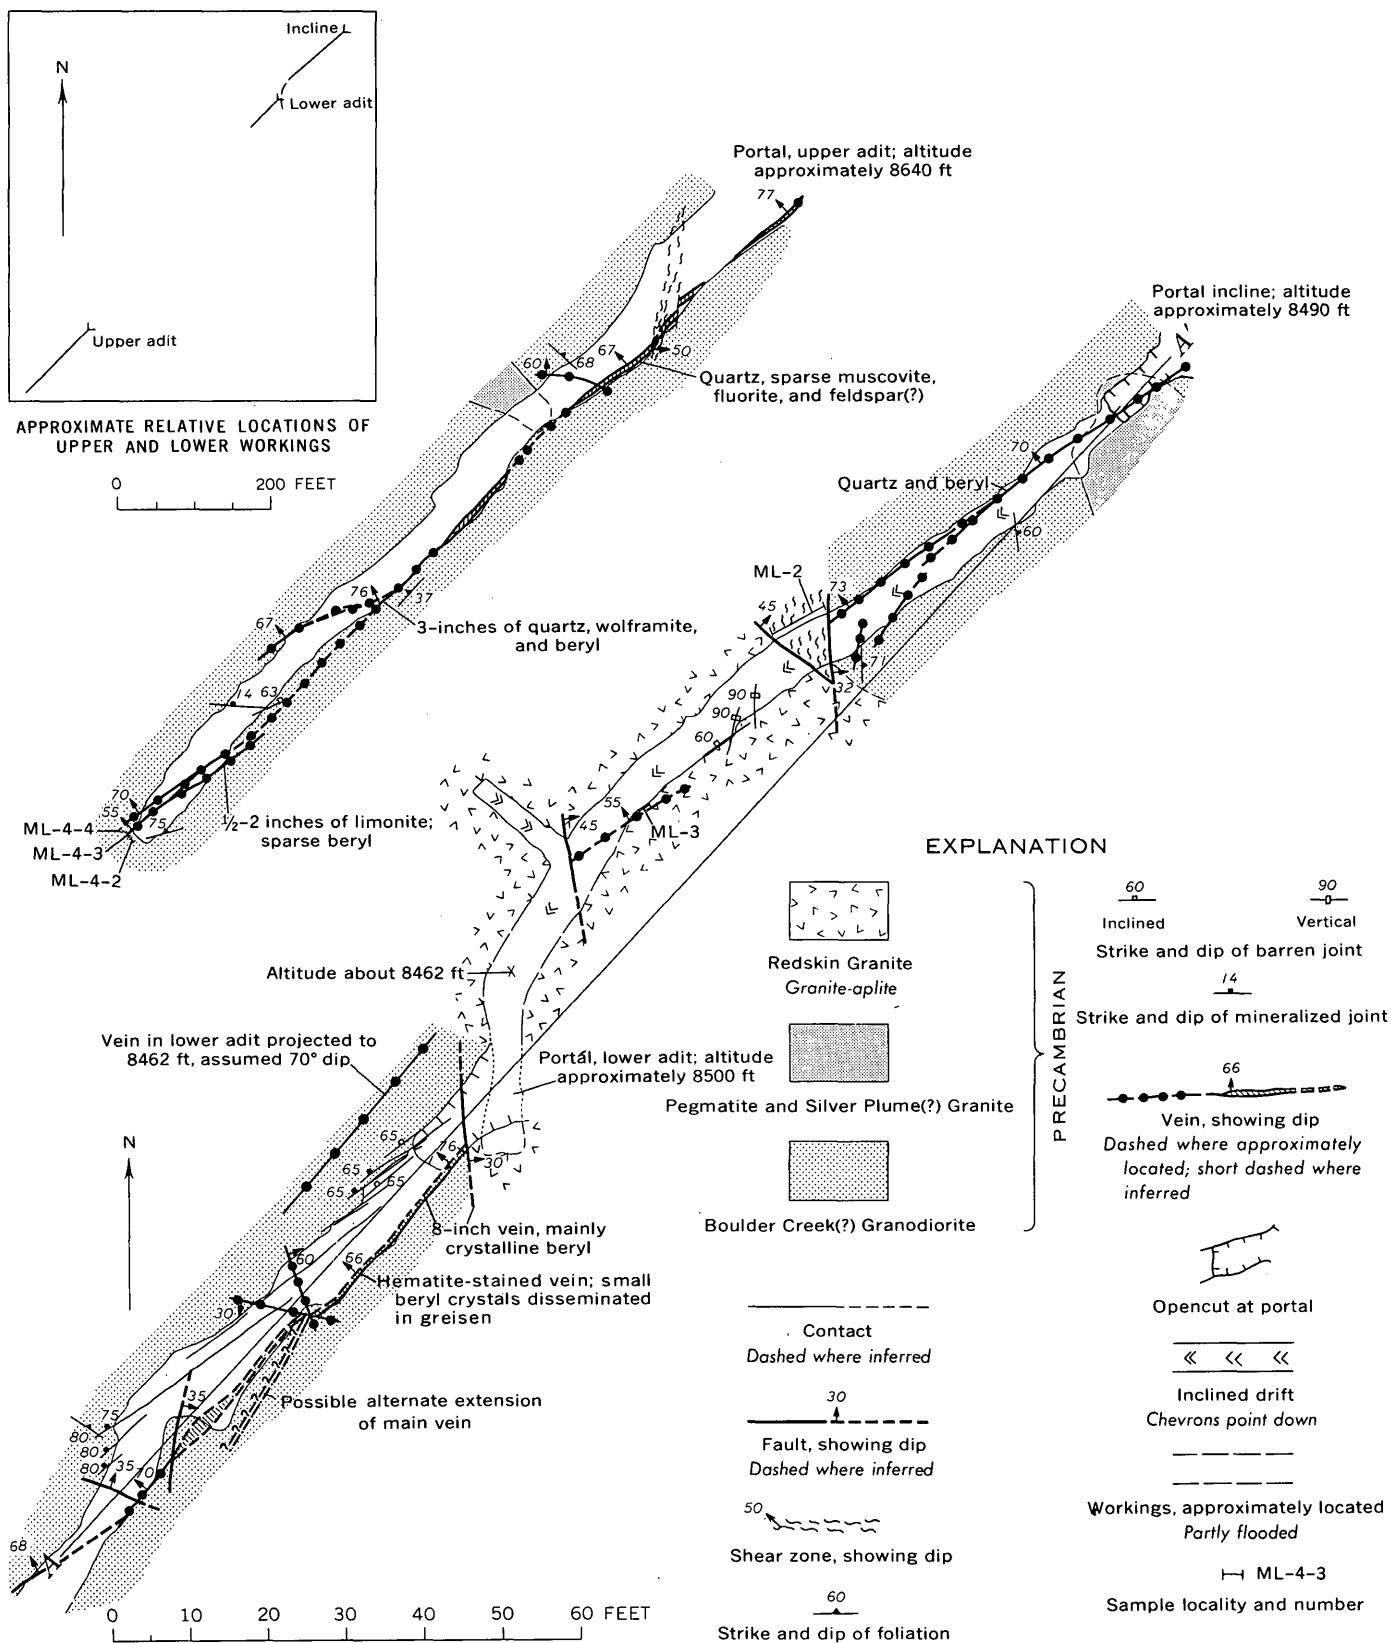 Incline
N
Lower adit
Upper adit
APPROXIMATE RELATIVE LOCATIONS OF
UPPER AND LOWER WORKINGS
0 200 FEET
Portal, upper adit; altitude
approximately 8640 ft
77
67
50
60
68
Quartz, sparse muscovite,
fluorite, and feldspar(?)
76
37
67
3-inches of quartz, wolframite,
and beryl
14
63
70
55
75
ML-4-4
ML-4-3
ML-4-2
½-2 inches of limonite;
sparse beryl
Portal incline; altitude
approximately 8490 ft
A'
70
Quartz and beryl
60
ML-2
45
73
71
32
90
90
60
55
45
ML-3
Altitude about 8462 ft
Vein in lower adit projected to
8462 ft, assumed 70° dip
Portal, lower adit; altitude
approximately 8500 ft
N
65
76
30
65
65
55
8-inch vein, mainly
crystalline beryl
60
66
Hematite-stained vein; small
beryl crystals disseminated
in greisen
30
35
Possible alternate extension
of main vein
75
80
80
80
35
70
68
A
0 10 20 30 40 50 60 FEET
EXPLANATION
Redskin Granite
Granite-aplite
Pegmatite and Silver Plume(?) Granite
Boulder Creek(?) Granodiorite
PRECAMBRIAN
Contact
Dashed where inferred
30
Fault, showing dip
Dashed where inferred
50
Shear zone, showing dip
60
Strike and dip of foliation
60 90
Inclined Vertical
Strike and dip of barren joint
14
Strike and dip of mineralized joint
66
Vein, showing dip
Dashed where approximately
located; short dashed where
inferred
Opencut at portal
Inclined drift
Chevrons point down
Workings, approximately located
Partly flooded
ML-4-3
Sample locality and number